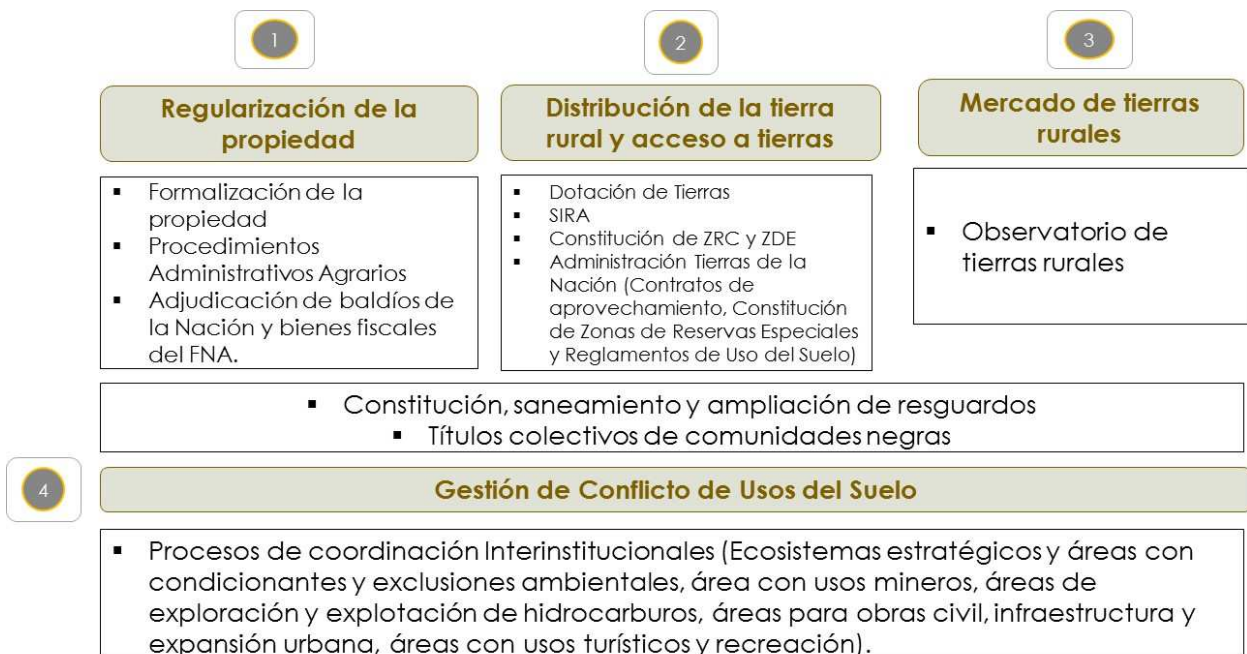 1
Regularización de la
propiedad
▪ Formalización de la
propiedad
▪ Procedimientos
Administrativos Agrarios
▪ Adjudicación de baldíos de
la Nación y bienes fiscales
del FNA.
2
Distribución de la tierra
rural y acceso a tierras
▪ Dotación de Tierras
▪ SIRA
▪ Constitución de ZRC y ZDE
▪ Administración Tierras de la
Nación (Contratos de
aprovechamiento, Constitución
de Zonas de Reservas Especiales
y Reglamentos de Uso del Suelo)
3
Mercado de tierras
rurales
▪ Observatorio de
tierras rurales
▪ Constitución, saneamiento y ampliación de resguardos
▪ Títulos colectivos de comunidades negras
4
Gestión de Conflicto de Usos del Suelo
▪ Procesos de coordinación Interinstitucionales (Ecosistemas estratégicos y áreas con
condicionantes y exclusiones ambientales, área con usos mineros, áreas de
exploración y explotación de hidrocarburos, áreas para obras civil, infraestructura y
expansión urbana, áreas con usos turísticos y recreación).